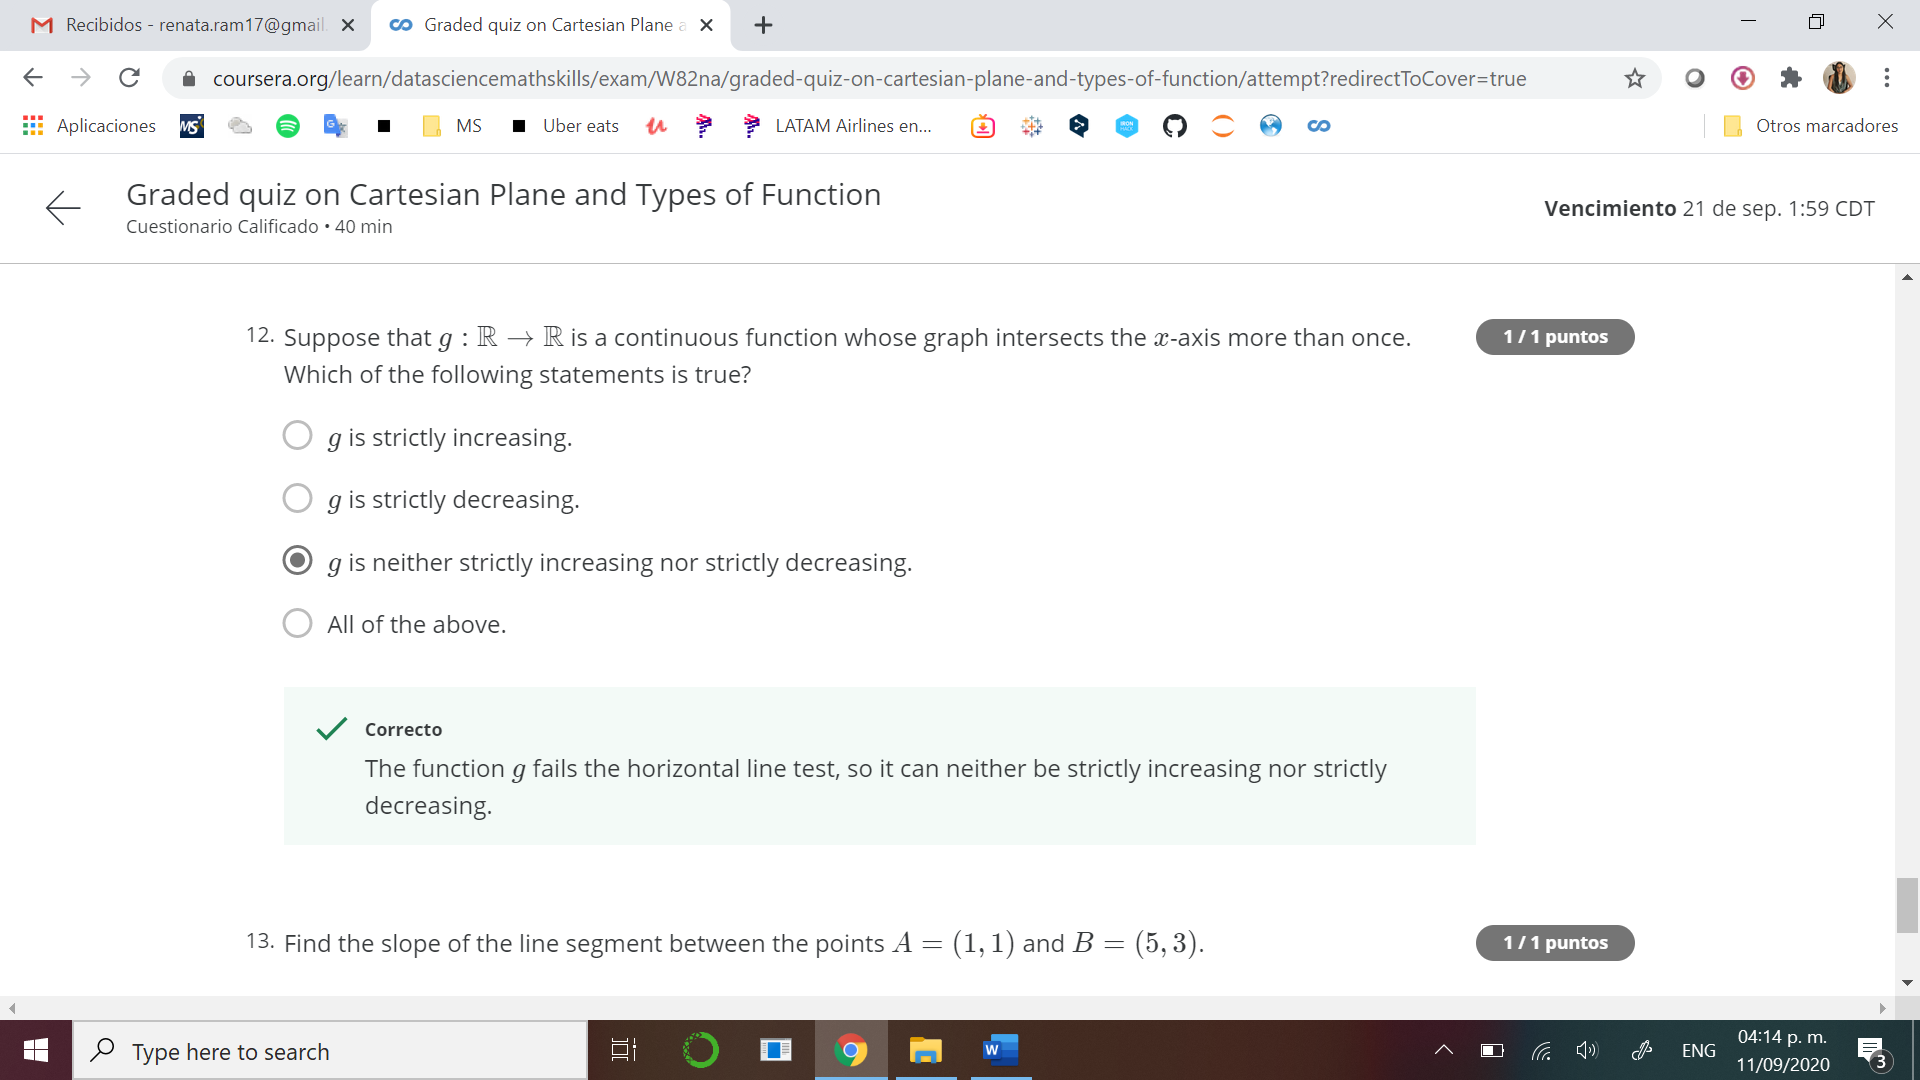 Recibidos - renata.ram17@gmail.
Graded quiz on Cartesian Plane a
coursera.org/learn/datasciencemathskills/exam/W82na/graded-quiz-on-cartesian-plane-and-types-of-function/attempt?redirectToCover=true
Aplicaciones
MS
MS
Uber eats
LATAM Airlines en...
Otros marcadores
Graded quiz on Cartesian Plane and Types of Function
Cuestionario Calificado • 40 min
Vencimiento 21 de sep. 1:59 CDT
12. Suppose that g : ℝ → ℝ is a continuous function whose graph intersects the x-axis more than once.
1 / 1 puntos
Which of the following statements is true?
g is strictly increasing.
g is strictly decreasing.
g is neither strictly increasing nor strictly decreasing.
All of the above.
Correcto
The function g fails the horizontal line test, so it can neither be strictly increasing nor strictly
decreasing.
13. Find the slope of the line segment between the points A = (1, 1) and B = (5, 3).
1 / 1 puntos
Type here to search
W
ENG
04:14 p. m.
11/09/2020
3